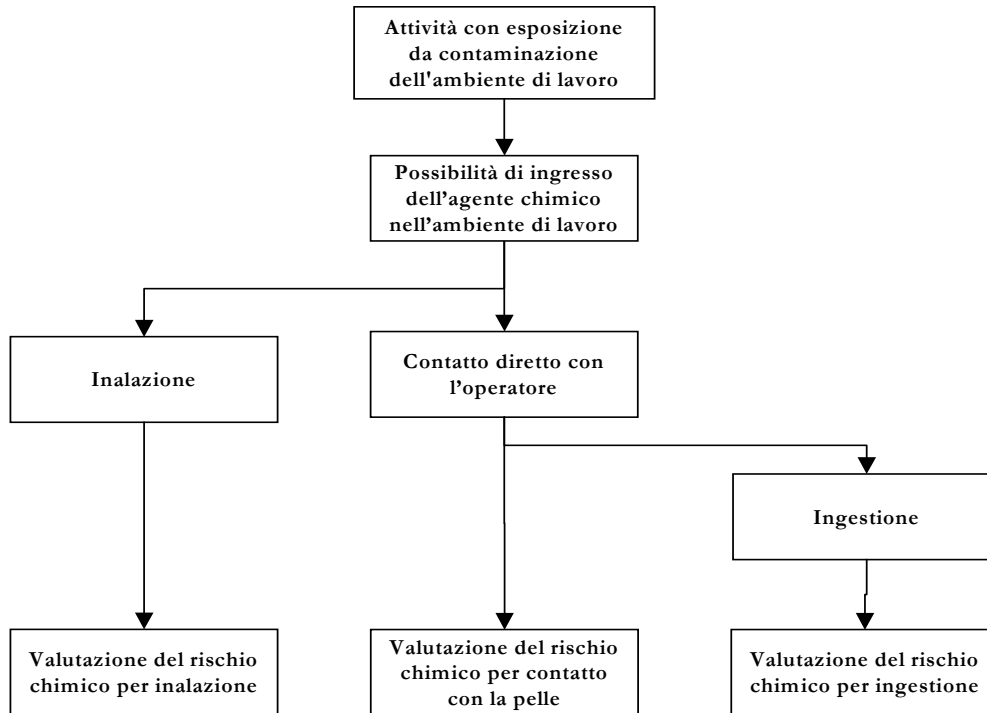 Attività con esposizione
da contaminazione
dell'ambiente di lavoro
Possibilità di ingresso
dell’agente chimico
nell’ambiente di lavoro
Inalazione
Contatto diretto con
l’operatore
Ingestione
Valutazione del rischio
chimico per inalazione
Valutazione del rischio
chimico per contatto
con la pelle
Valutazione del rischio
chimico per ingestione